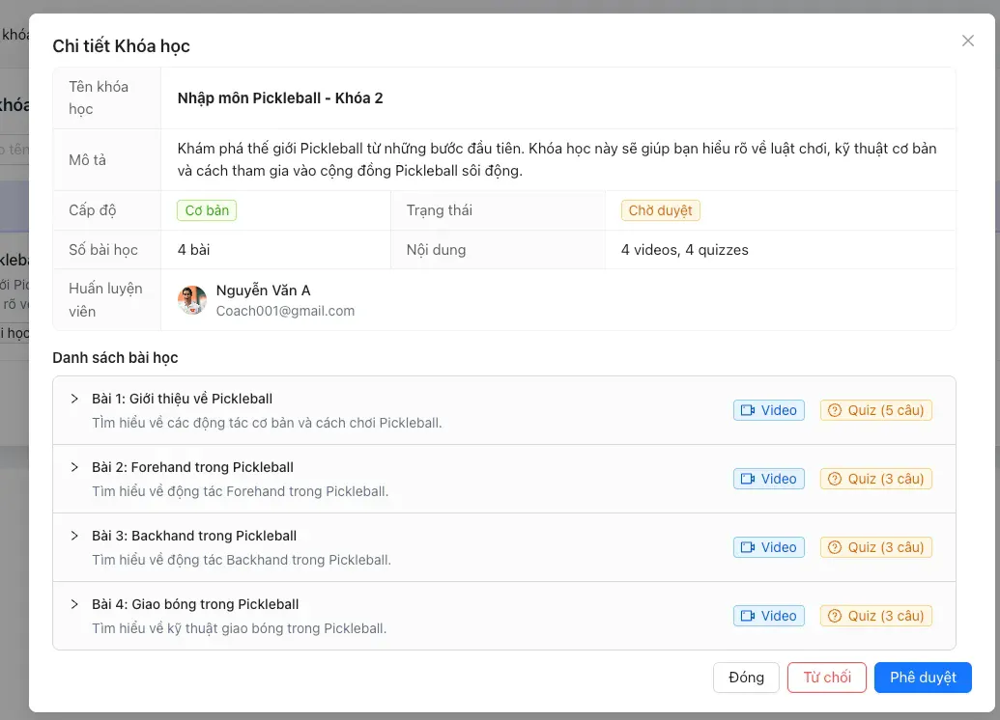 khóa
Chi tiết Khóa học
Tên khóa
học
Nhập môn Pickleball - Khóa 2
Mô tả
Khám phá thế giới Pickleball từ những bước đầu tiên. Khóa học này sẽ giúp bạn hiểu rõ về luật chơi, kỹ thuật cơ bản
và cách tham gia vào cộng đồng Pickleball sôi động.
Cấp độ
Cơ bản
Trạng thái
Chờ duyệt
Số bài học
4 bài
Nội dung
4 videos, 4 quizzes
Huấn luyện
viên
Nguyễn Văn A
Coach001@gmail.com
Danh sách bài học
Bài 1: Giới thiệu về Pickleball
Tìm hiểu về các động tác cơ bản và cách chơi Pickleball.
Video
Quiz (5 câu)
Bài 2: Forehand trong Pickleball
Tìm hiểu về động tác Forehand trong Pickleball.
Video
Quiz (3 câu)
Bài 3: Backhand trong Pickleball
Tìm hiểu về động tác Backhand trong Pickleball.
Video
Quiz (3 câu)
Bài 4: Giao bóng trong Pickleball
Tìm hiểu về kỹ thuật giao bóng trong Pickleball.
Video
Quiz (3 câu)
Đóng
Từ chối
Phê duyệt